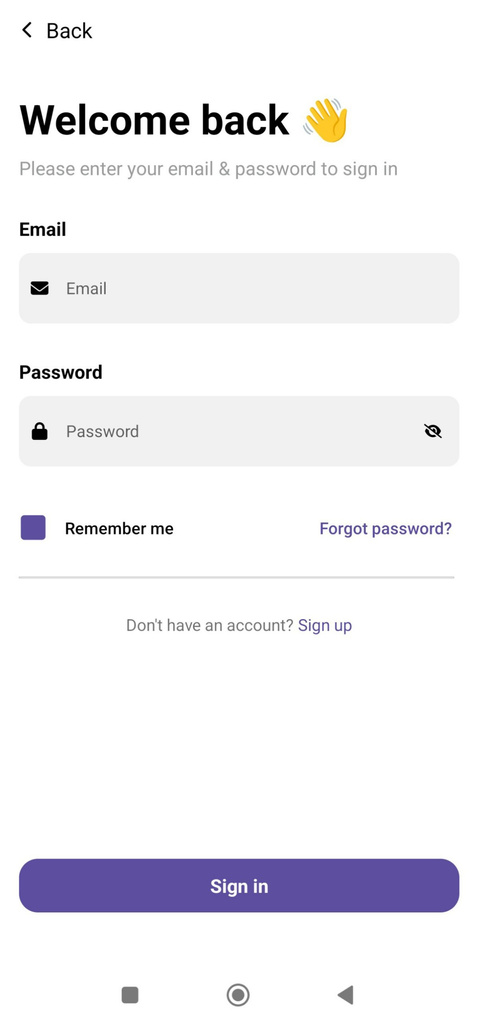 Back
Welcome back 👋
Please enter your email & password to sign in
Email
Email
Password
Password
Remember me
Forgot password?
Don't have an account? Sign up
Sign in